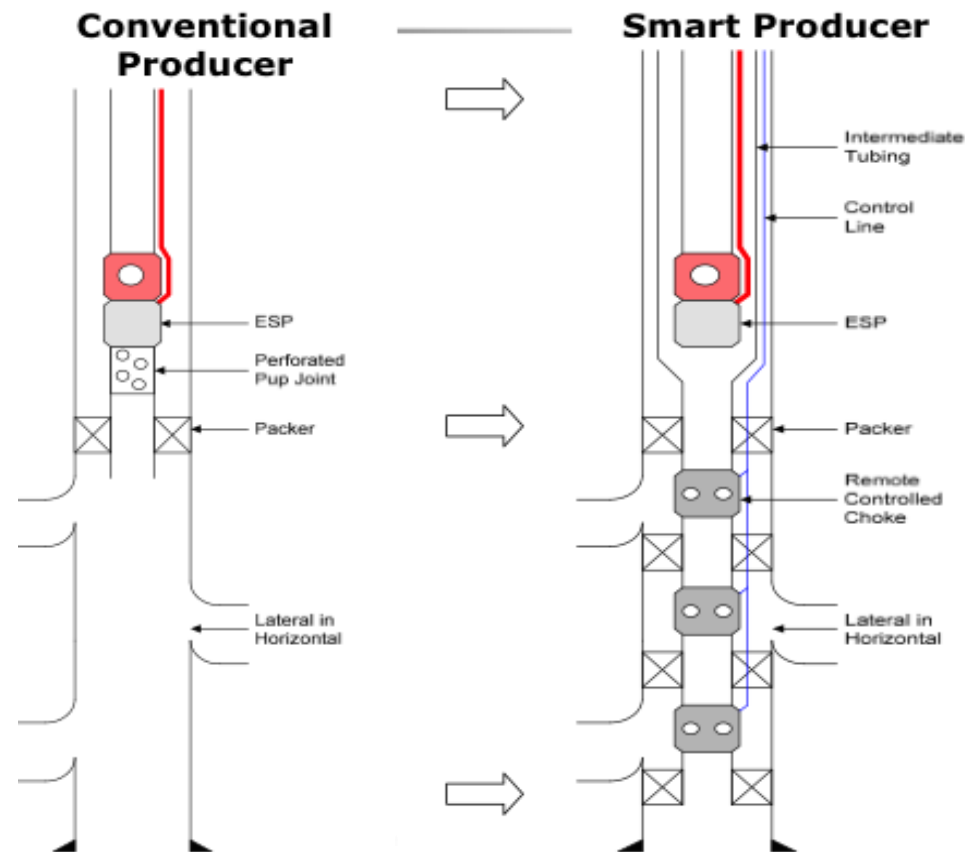 Conventional
Producer
ESP
Perforated
Pup Joint
Packer
Lateral in
Horizontal
Smart Producer
Intermediate
Tubing
Control
Line
ESP
Packer
Remote
Controlled
Choke
Lateral in
Horizontal